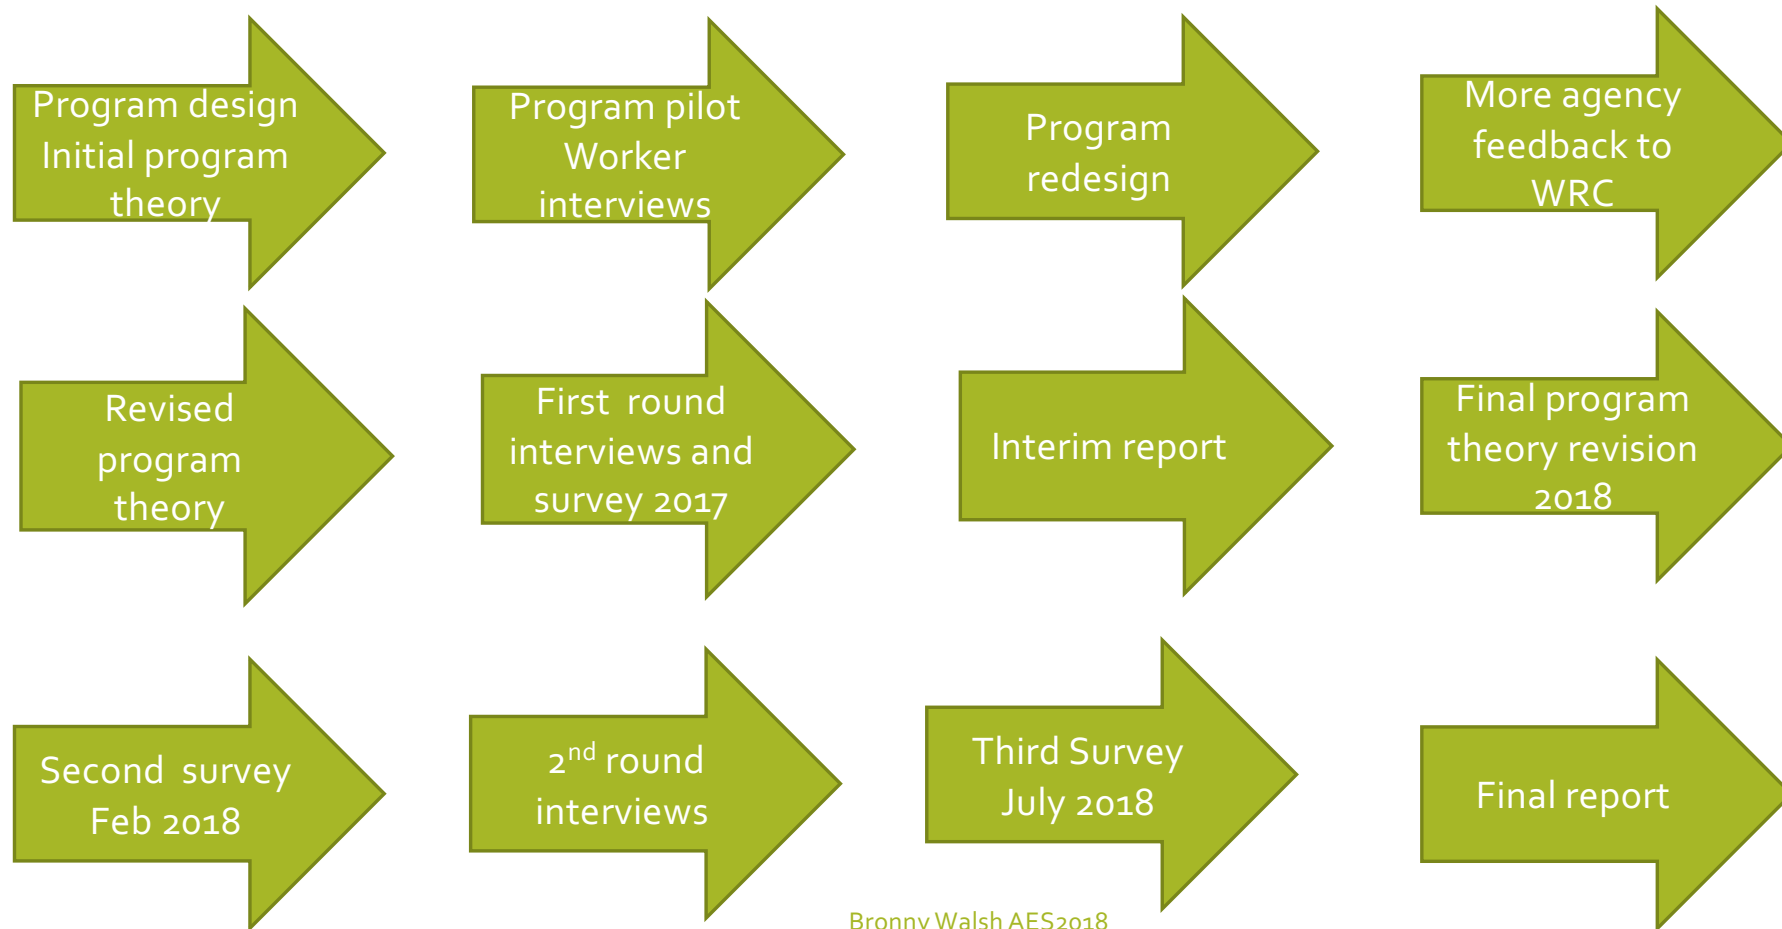 Program design
Initial program
theory
Program pilot
Worker
interviews
Program
redesign
More agency
feedback to
WRC
Revised
program
theory
First  round
interviews and
survey 2017
Interim report
Final program
theory revision
2018
Second  survey
Feb 2018
2nd round
interviews
Third Survey
July 2018
Final report
Bronny Walsh AES2018